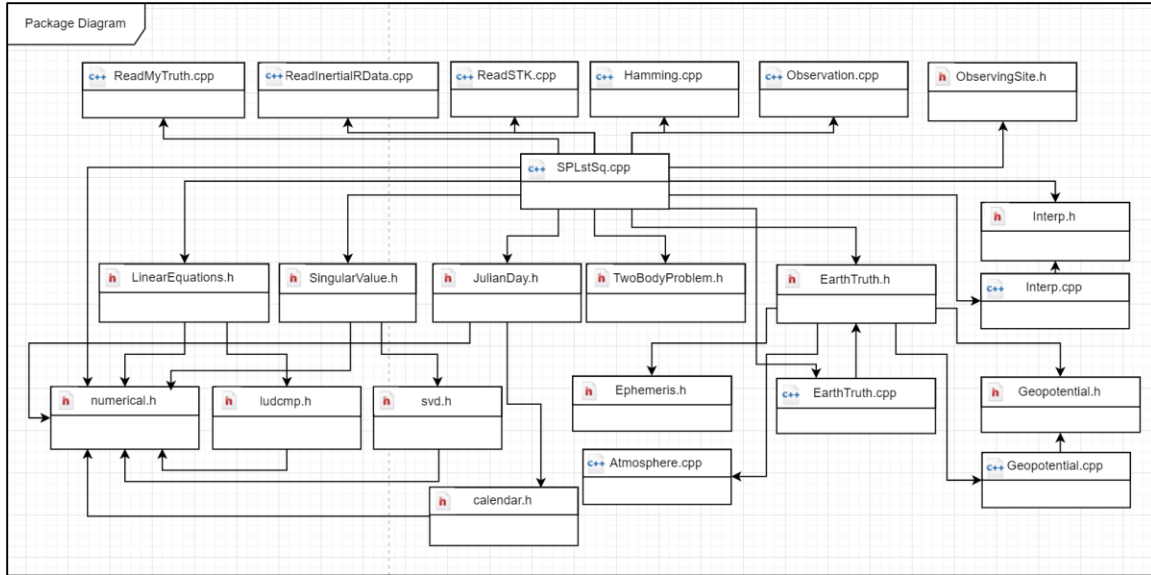 Package Diagram
c++ ReadMyTruth.cpp
c++ ReadInertialRData.cpp
c++ ReadSTK.cpp
c++ Hamming.cpp
c++ Observation.cpp
h ObservingSite.h
c++ SPLstSq.cpp
h Interp.h
h LinearEquations.h
h SingularValue.h
h JulianDay.h
h TwoBodyProblem.h
h EarthTruth.h
c++ Interp.cpp
h numerical.h
h ludcmp.h
h svd.h
h Ephemeris.h
c++ EarthTruth.cpp
h Geopotential.h
c++ Atmosphere.cpp
c++ Geopotential.cpp
h calendar.h